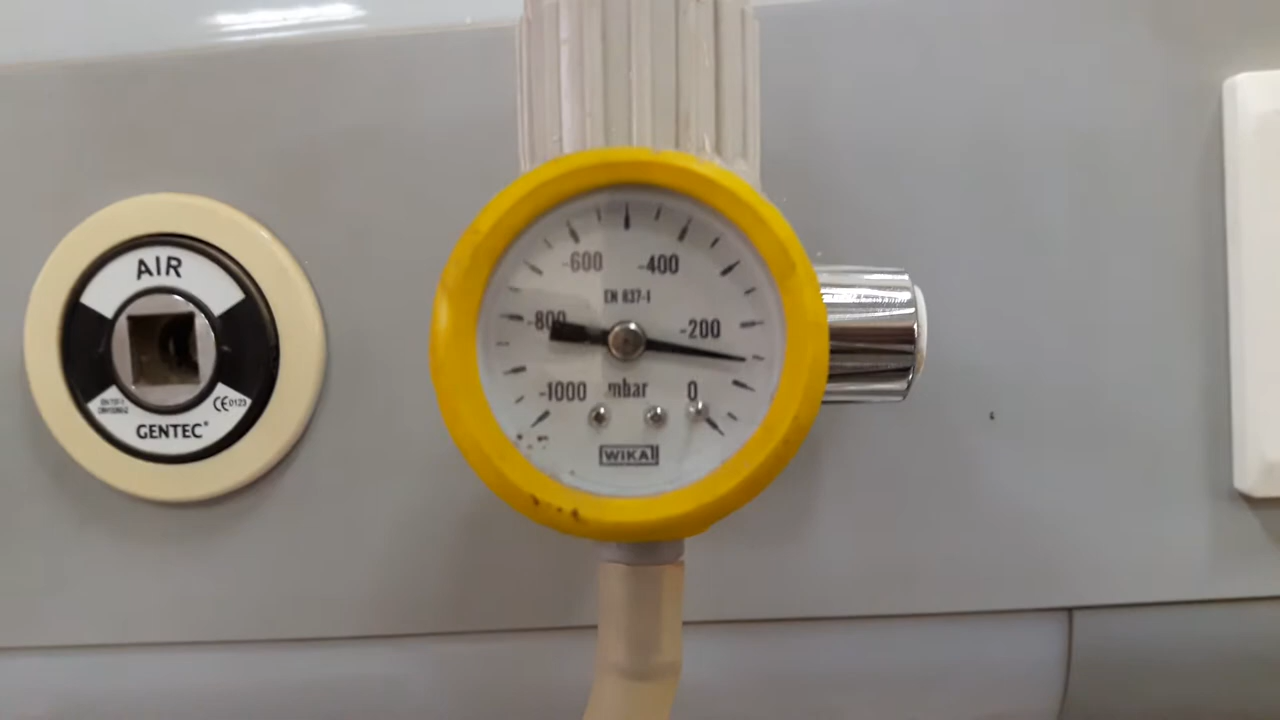 AIR
CE 0123
GENTEC®
-600 -400
EN 837-1
-800 -200
-1000 mbar 0
WIKA